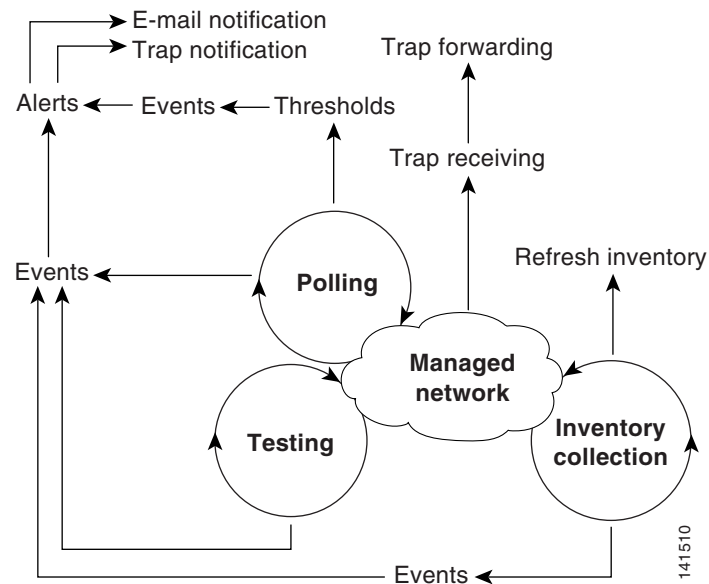 E-mail notification
Trap notification
Trap forwarding
Alerts
Events
Thresholds
Trap receiving
Events
Polling
Refresh inventory
Managed
network
Testing
Inventory
collection
Events
141510